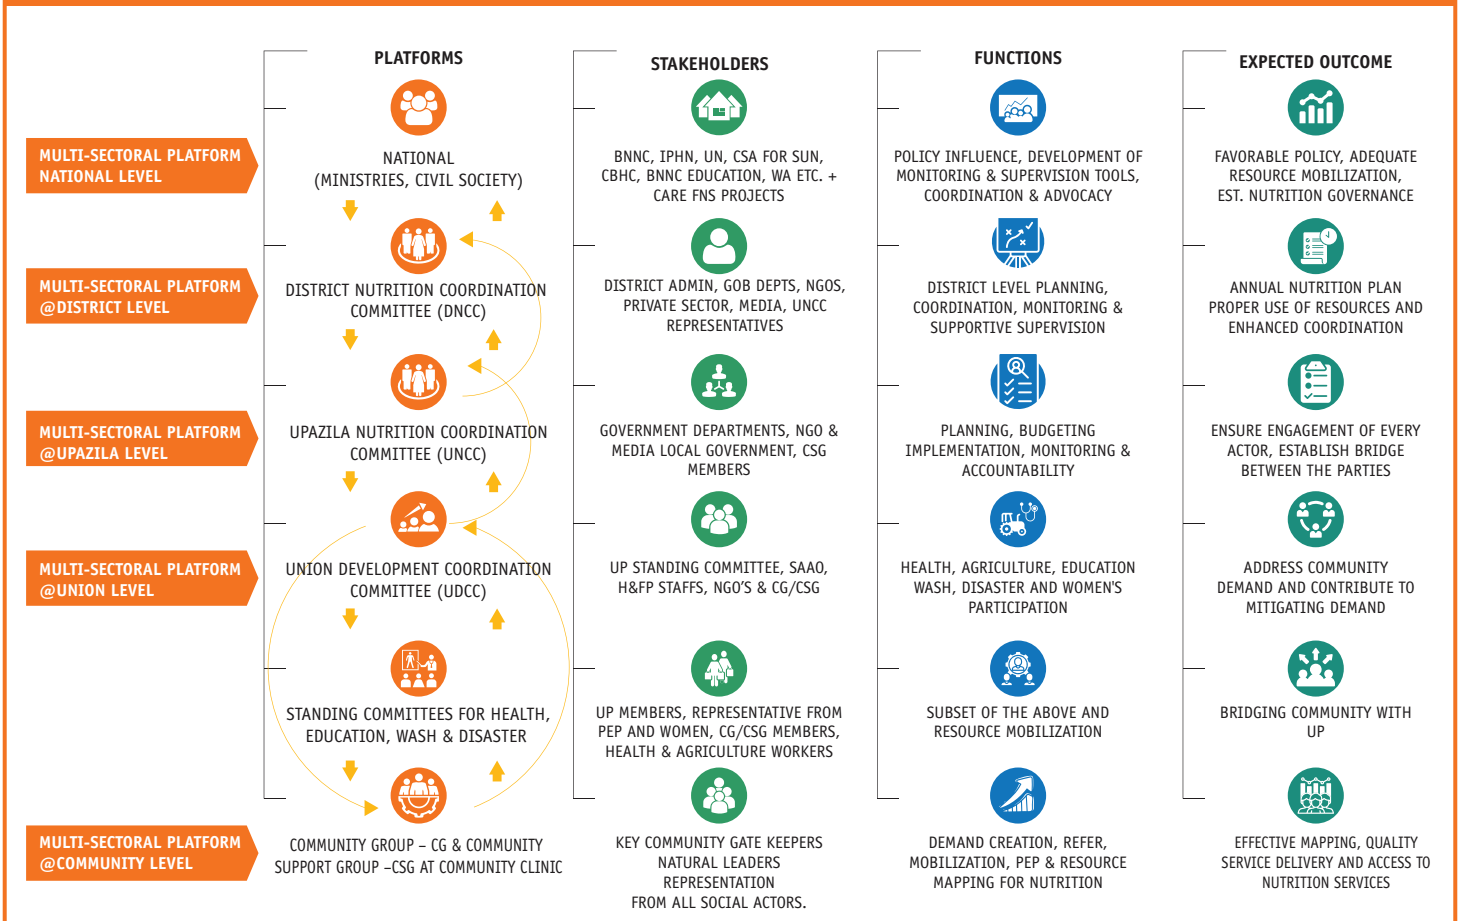 PLATFORMS
STAKEHOLDERS
FUNCTIONS
EXPECTED OUTCOME
MULTI-SECTORAL PLATFORM
NATIONAL LEVEL
NATIONAL
(MINISTRIES, CIVIL SOCIETY)
BNNC, IPHN, UN, CSA FOR SUN,
CBHC, BNNC EDUCATION, WA ETC. +
CARE FNS PROJECTS
POLICY INFLUENCE, DEVELOPMENT OF
MONITORING & SUPERVISION TOOLS,
COORDINATION & ADVOCACY
FAVORABLE POLICY, ADEQUATE
RESOURCE MOBILIZATION,
EST. NUTRITION GOVERNANCE
MULTI-SECTORAL PLATFORM
@DISTRICT LEVEL
DISTRICT NUTRITION COORDINATION
COMMITTEE (DNCC)
DISTRICT ADMIN, GOB DEPTS, NGOS,
PRIVATE SECTOR, MEDIA, UNCC
REPRESENTATIVES
DISTRICT LEVEL PLANNING,
COORDINATION, MONITORING &
SUPPORTIVE SUPERVISION
ANNUAL NUTRITION PLAN
PROPER USE OF RESOURCES AND
ENHANCED COORDINATION
MULTI-SECTORAL PLATFORM
@UPAZILA LEVEL
UPAZILA NUTRITION COORDINATION
COMMITTEE (UNCC)
GOVERNMENT DEPARTMENTS, NGO &
MEDIA LOCAL GOVERNMENT, CSG
MEMBERS
PLANNING, BUDGETING
IMPLEMENTATION, MONITORING &
ACCOUNTABILITY
ENSURE ENGAGEMENT OF EVERY
ACTOR, ESTABLISH BRIDGE
BETWEEN THE PARTIES
MULTI-SECTORAL PLATFORM
@UNION LEVEL
UNION DEVELOPMENT COORDINATION
COMMITTEE (UDCC)
UP STANDING COMMITTEE, SAAO,
H&FP STAFFS, NGO'S & CG/CSG
HEALTH, AGRICULTURE, EDUCATION
WASH, DISASTER AND WOMEN'S
PARTICIPATION
ADDRESS COMMUNITY
DEMAND AND CONTRIBUTE TO
MITIGATING DEMAND
STANDING COMMITTEES FOR HEALTH,
EDUCATION, WASH & DISASTER
UP MEMBERS, REPRESENTATIVE FROM
PEP AND WOMEN, CG/CSG MEMBERS,
HEALTH & AGRICULTURE WORKERS
SUBSET OF THE ABOVE AND
RESOURCE MOBILIZATION
BRIDGING COMMUNITY WITH
UP
MULTI-SECTORAL PLATFORM
@COMMUNITY LEVEL
COMMUNITY GROUP – CG & COMMUNITY
SUPPORT GROUP –CSG AT COMMUNITY CLINIC
KEY COMMUNITY GATE KEEPERS
NATURAL LEADERS
REPRESENTATION
FROM ALL SOCIAL ACTORS.
DEMAND CREATION, REFER,
MOBILIZATION, PEP & RESOURCE
MAPPING FOR NUTRITION
EFFECTIVE MAPPING, QUALITY
SERVICE DELIVERY AND ACCESS TO
NUTRITION SERVICES